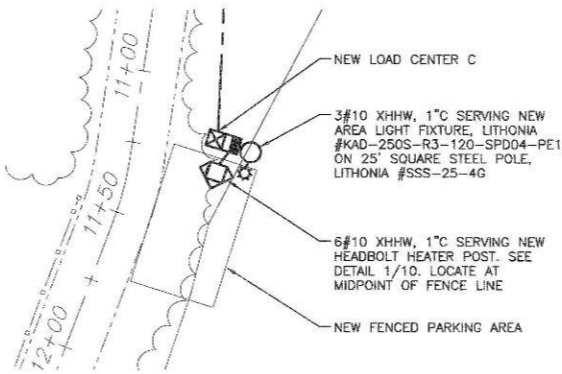 NEW LOAD CENTER C
3#10 XHHW, 1"C SERVING NEW
AREA LIGHT FIXTURE, LITHONIA
#KAD-250S-R3-120-SPD04-PE1
ON 25' SQUARE STEEL POLE,
LITHONIA #SSS-25-4G
6#10 XHHW, 1"C SERVING NEW
HEADBOLT HEATER POST. SEE
DETAIL 1/10. LOCATE AT
MIDPOINT OF FENCE LINE
NEW FENCED PARKING AREA
11+00
11+50
12+00